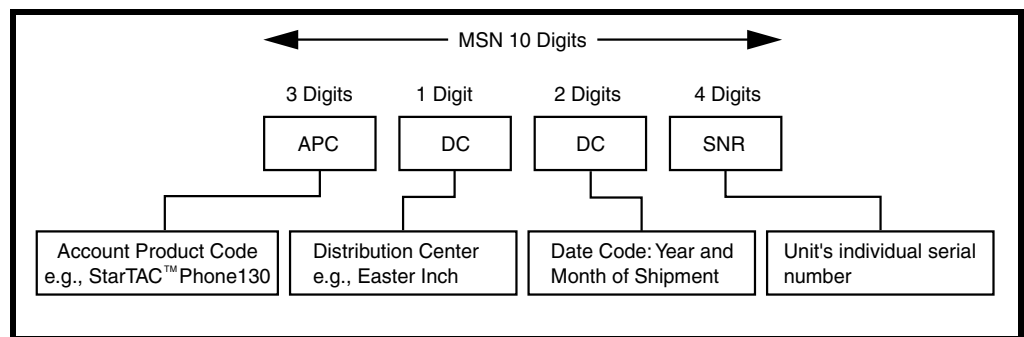 MSN 10 Digits
3 Digits
1 Digit
2 Digits
4 Digits
APC
DC
DC
SNR
Account Product Code
e.g., StarTAC™Phone130
Distribution Center
e.g., Easter Inch
Date Code: Year and
Month of Shipment
Unit's individual serial
number